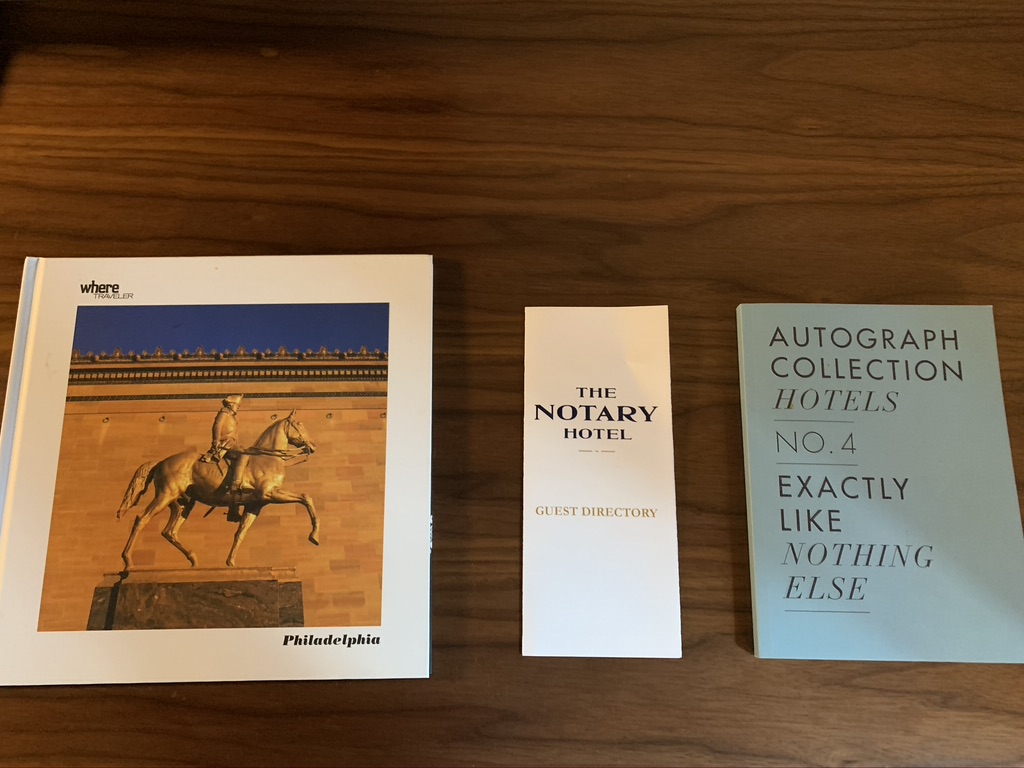 where
TRAVELER
Philadelphia
THE
NOTARY
HOTEL
GUEST DIRECTORY
AUTOGRAPH
COLLECTION
HOTELS
NO. 4
EXACTLY
LIKE
NOTHING
ELSE